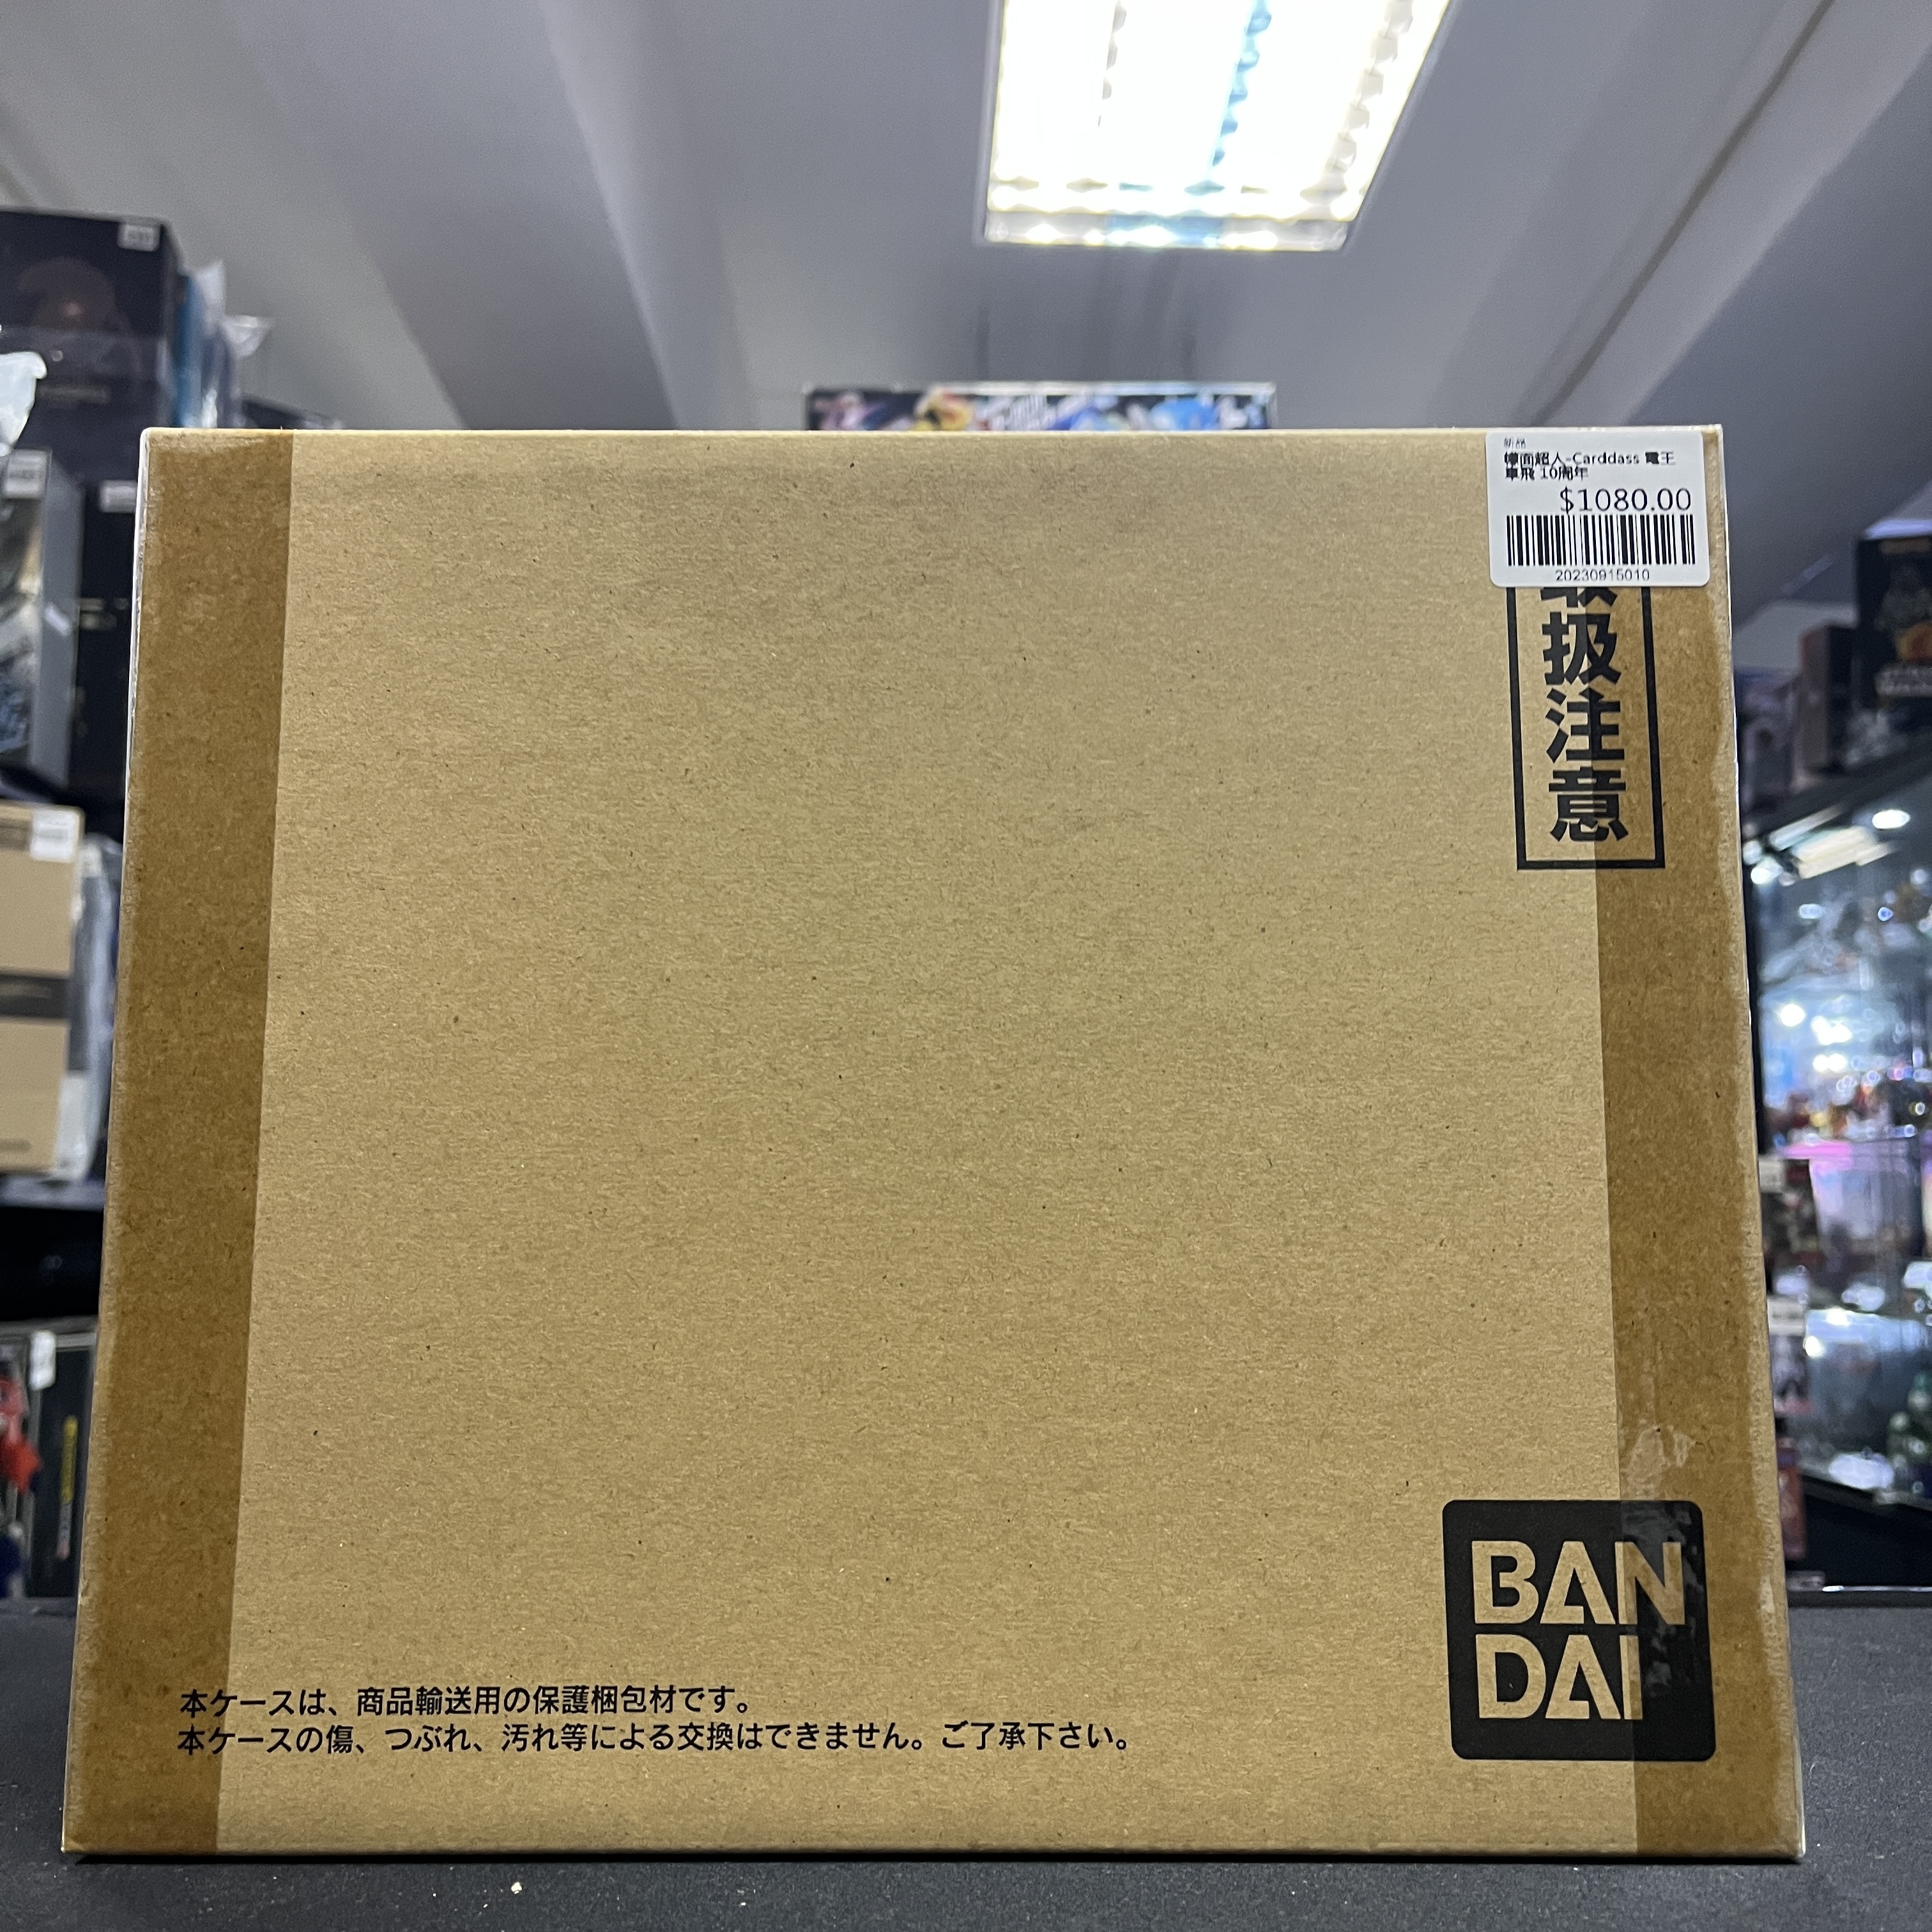 新品
幪面超人-Carddass 電王
車飛 10周年
$1080.00
20230915010
取扱注意
BAN
DAI
本ケースは、商品輸送用の保護梱包材です。
本ケースの傷、つぶれ、汚れ等による交換はできません。ご了承下さい。